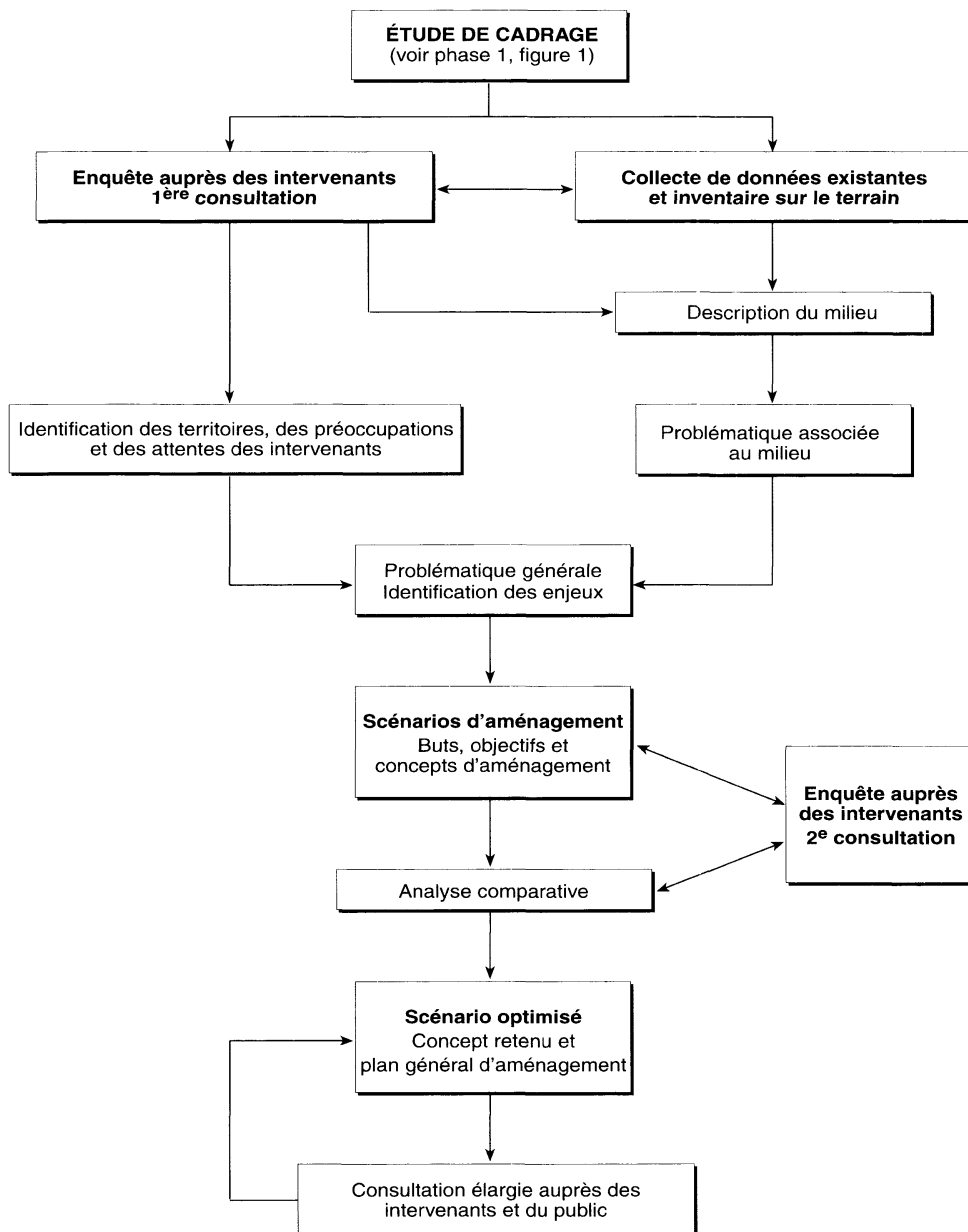 ÉTUDE DE CADRAGE
(voir phase 1, figure 1)
Enquête auprès des intervenants
1ère consultation
Collecte de données existantes
et inventaire sur le terrain
Description du milieu
Identification des territoires, des préoccupations
et des attentes des intervenants
Problématique associée
au milieu
Problématique générale
Identification des enjeux
Scénarios d'aménagement
Buts, objectifs et
concepts d'aménagement
Enquête auprès
des intervenants
2e consultation
Analyse comparative
Scénario optimisé
Concept retenu et
plan général d'aménagement
Consultation élargie auprès des
intervenants et du public